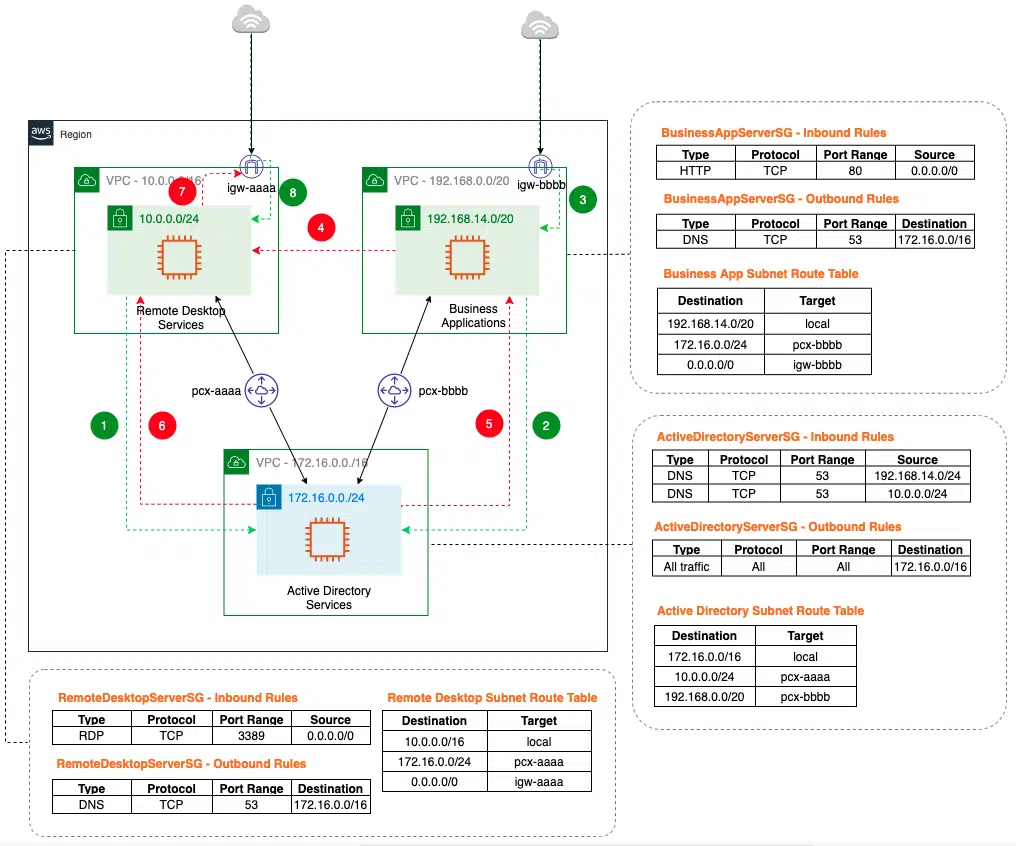 aws
Region
igw-aaaa
igw-bbbb
VPC - 10.0.0.0/16
7
8
10.0.0.0/24
Remote Desktop
Services
4
VPC - 192.168.0.0/20
3
192.168.14.0/20
Business
Applications
pcx-aaaa
pcx-bbbb
1
6
5
2
VPC - 172.16.0.0./16
172.16.0.0./24
Active Directory
Services
BusinessAppServerSG - Inbound Rules
Type Protocol Port Range Source
HTTP TCP 80 0.0.0.0/0
BusinessAppServerSG - Outbound Rules
Type Protocol Port Range Destination
DNS TCP 53 172.16.0.0/16
Business App Subnet Route Table
Destination Target
192.168.14.0/20 local
172.16.0.0/24 pcx-bbbb
0.0.0.0/0 igw-bbbb
ActiveDirectoryServerSG - Inbound Rules
Type Protocol Port Range Source
DNS TCP 53 192.168.14.0/24
DNS TCP 53 10.0.0.0/24
ActiveDirectoryServerSG - Outbound Rules
Type Protocol Port Range Destination
All traffic All All 172.16.0.0/16
Active Directory Subnet Route Table
Destination Target
172.16.0.0/16 local
10.0.0.0/24 pcx-aaaa
192.168.0.0/20 pcx-bbbb
RemoteDesktopServerSG - Inbound Rules
Type Protocol Port Range Source
RDP TCP 3389 0.0.0.0/0
RemoteDesktopServerSG - Outbound Rules
Type Protocol Port Range Destination
DNS TCP 53 172.16.0.0/16
Remote Desktop Subnet Route Table
Destination Target
10.0.0.0/16 local
172.16.0.0/24 pcx-aaaa
0.0.0.0/0 igw-aaaa